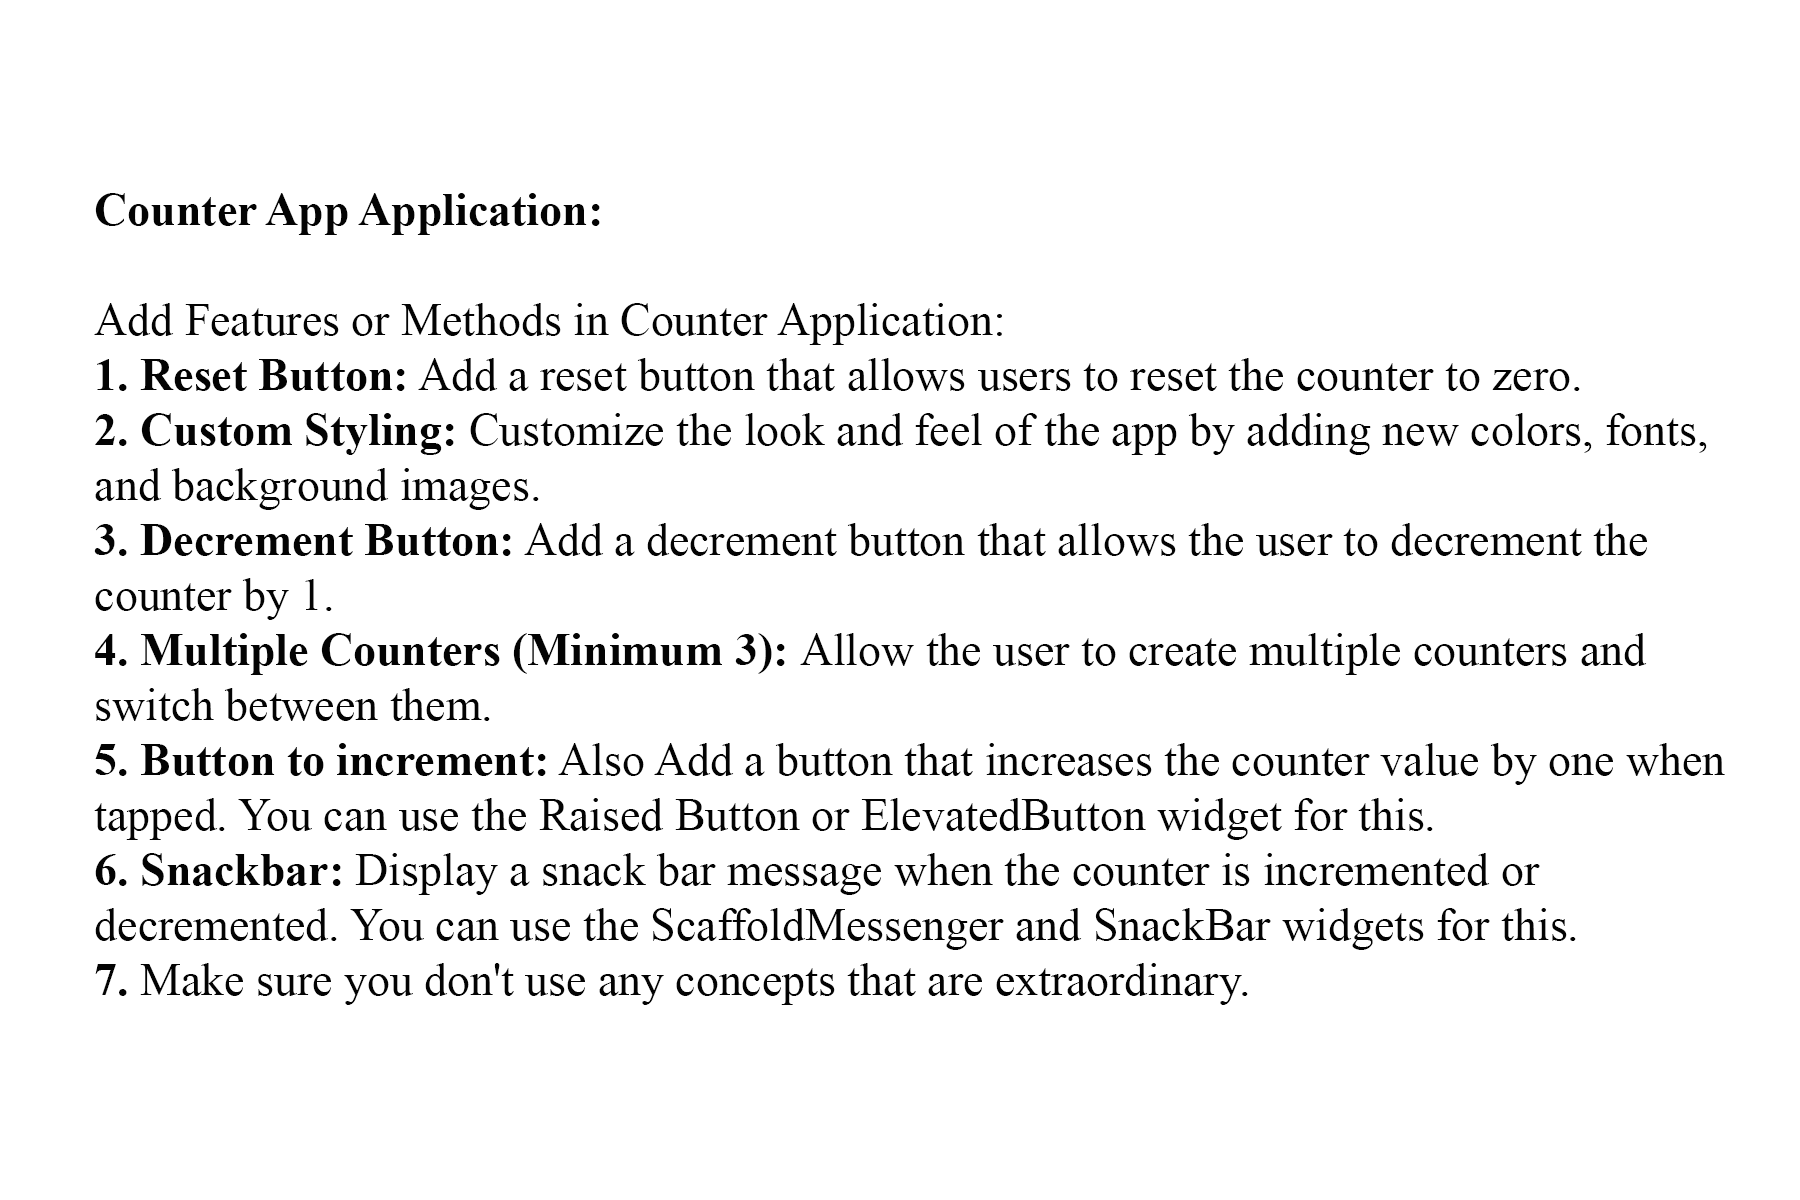 Counter App Application:
Add Features or Methods in Counter Application:
1. Reset Button: Add a reset button that allows users to reset the counter to zero.
2. Custom Styling: Customize the look and feel of the app by adding new colors, fonts,
and background images.
3. Decrement Button: Add a decrement button that allows the user to decrement the
counter by 1.
4. Multiple Counters (Minimum 3): Allow the user to create multiple counters and
switch between them.
5. Button to increment: Also Add a button that increases the counter value by one when
tapped. You can use the Raised Button or ElevatedButton widget for this.
6. Snackbar: Display a snack bar message when the counter is incremented or
decremented. You can use the ScaffoldMessenger and SnackBar widgets for this.
7. Make sure you don't use any concepts that are extraordinary.